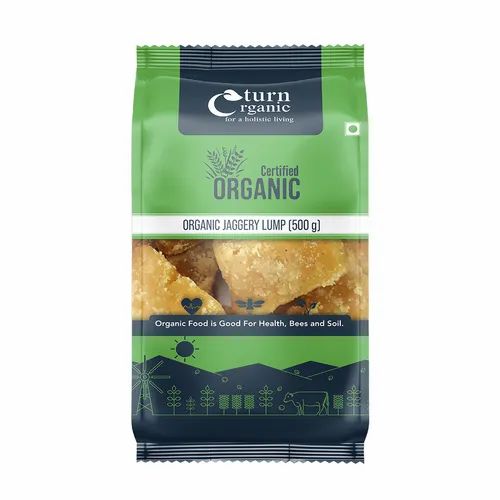 turn
Organic
for a holistic living
Certified
ORGANIC
ORGANIC JAGGERY LUMP (500 g)
Organic Food is Good For Health, Bees and Soil.